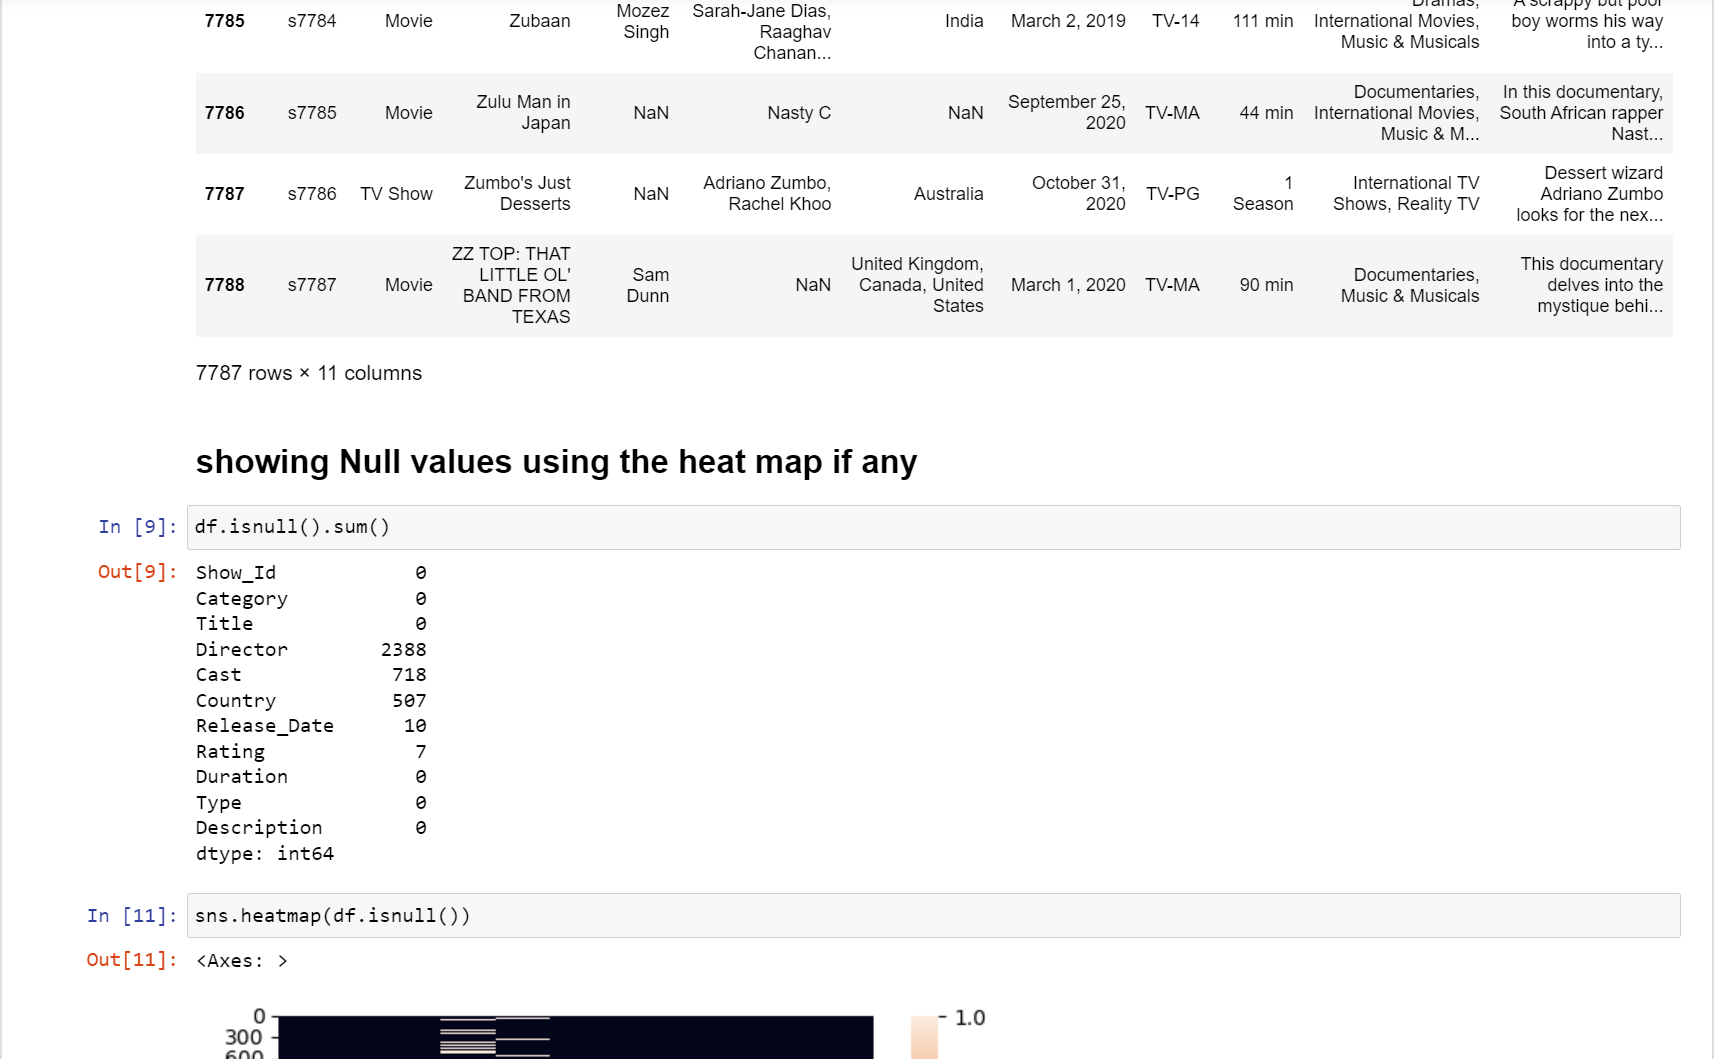 7785 s7784 Movie Zubaan Mozez Singh Sarah-Jane Dias, Raaghav Chanan... India March 2, 2019 TV-14 111 min Dramas, International Movies, Music & Musicals A scrappy but poor boy worms his way into a ty...
7786 s7785 Movie Zulu Man in Japan NaN Nasty C NaN September 25, 2020 TV-MA 44 min Documentaries, International Movies, Music & M... In this documentary, South African rapper Nast...
7787 s7786 TV Show Zumbo's Just Desserts NaN Adriano Zumbo, Rachel Khoo Australia October 31, 2020 TV-PG 1 Season International TV Shows, Reality TV Dessert wizard Adriano Zumbo looks for the nex...
7788 s7787 Movie ZZ TOP: THAT LITTLE OL' BAND FROM TEXAS Sam Dunn NaN United Kingdom, Canada, United States March 1, 2020 TV-MA 90 min Documentaries, Music & Musicals This documentary delves into the mystique behi...
7787 rows × 11 columns
showing Null values using the heat map if any
In [9]: df.isnull().sum()
Out[9]: Show_Id 0
Category 0
Title 0
Director 2388
Cast 718
Country 507
Release_Date 10
Rating 7
Duration 0
Type 0
Description 0
dtype: int64
In [11]: sns.heatmap(df.isnull())
Out[11]: <Axes: >
0 1.0
300
600